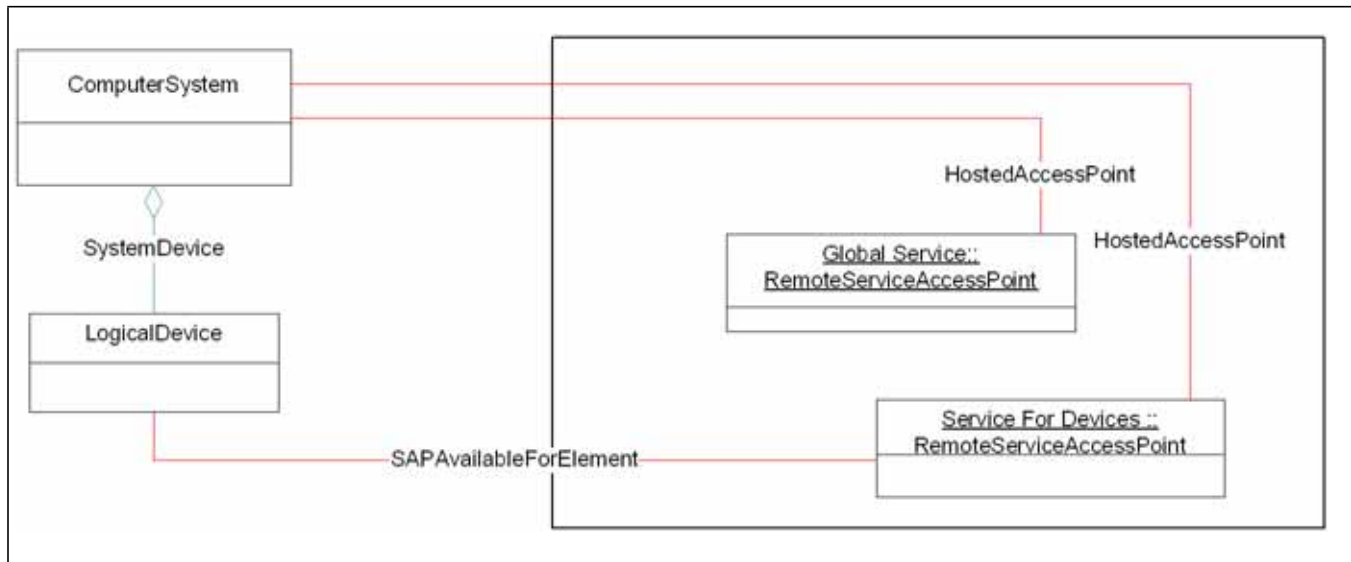 ComputerSystem
HostedAccessPoint
SystemDevice
HostedAccessPoint
Global Service::
RemoteServiceAccessPoint
LogicalDevice
Service For Devices ::
RemoteServiceAccessPoint
SAPAvailableForElement